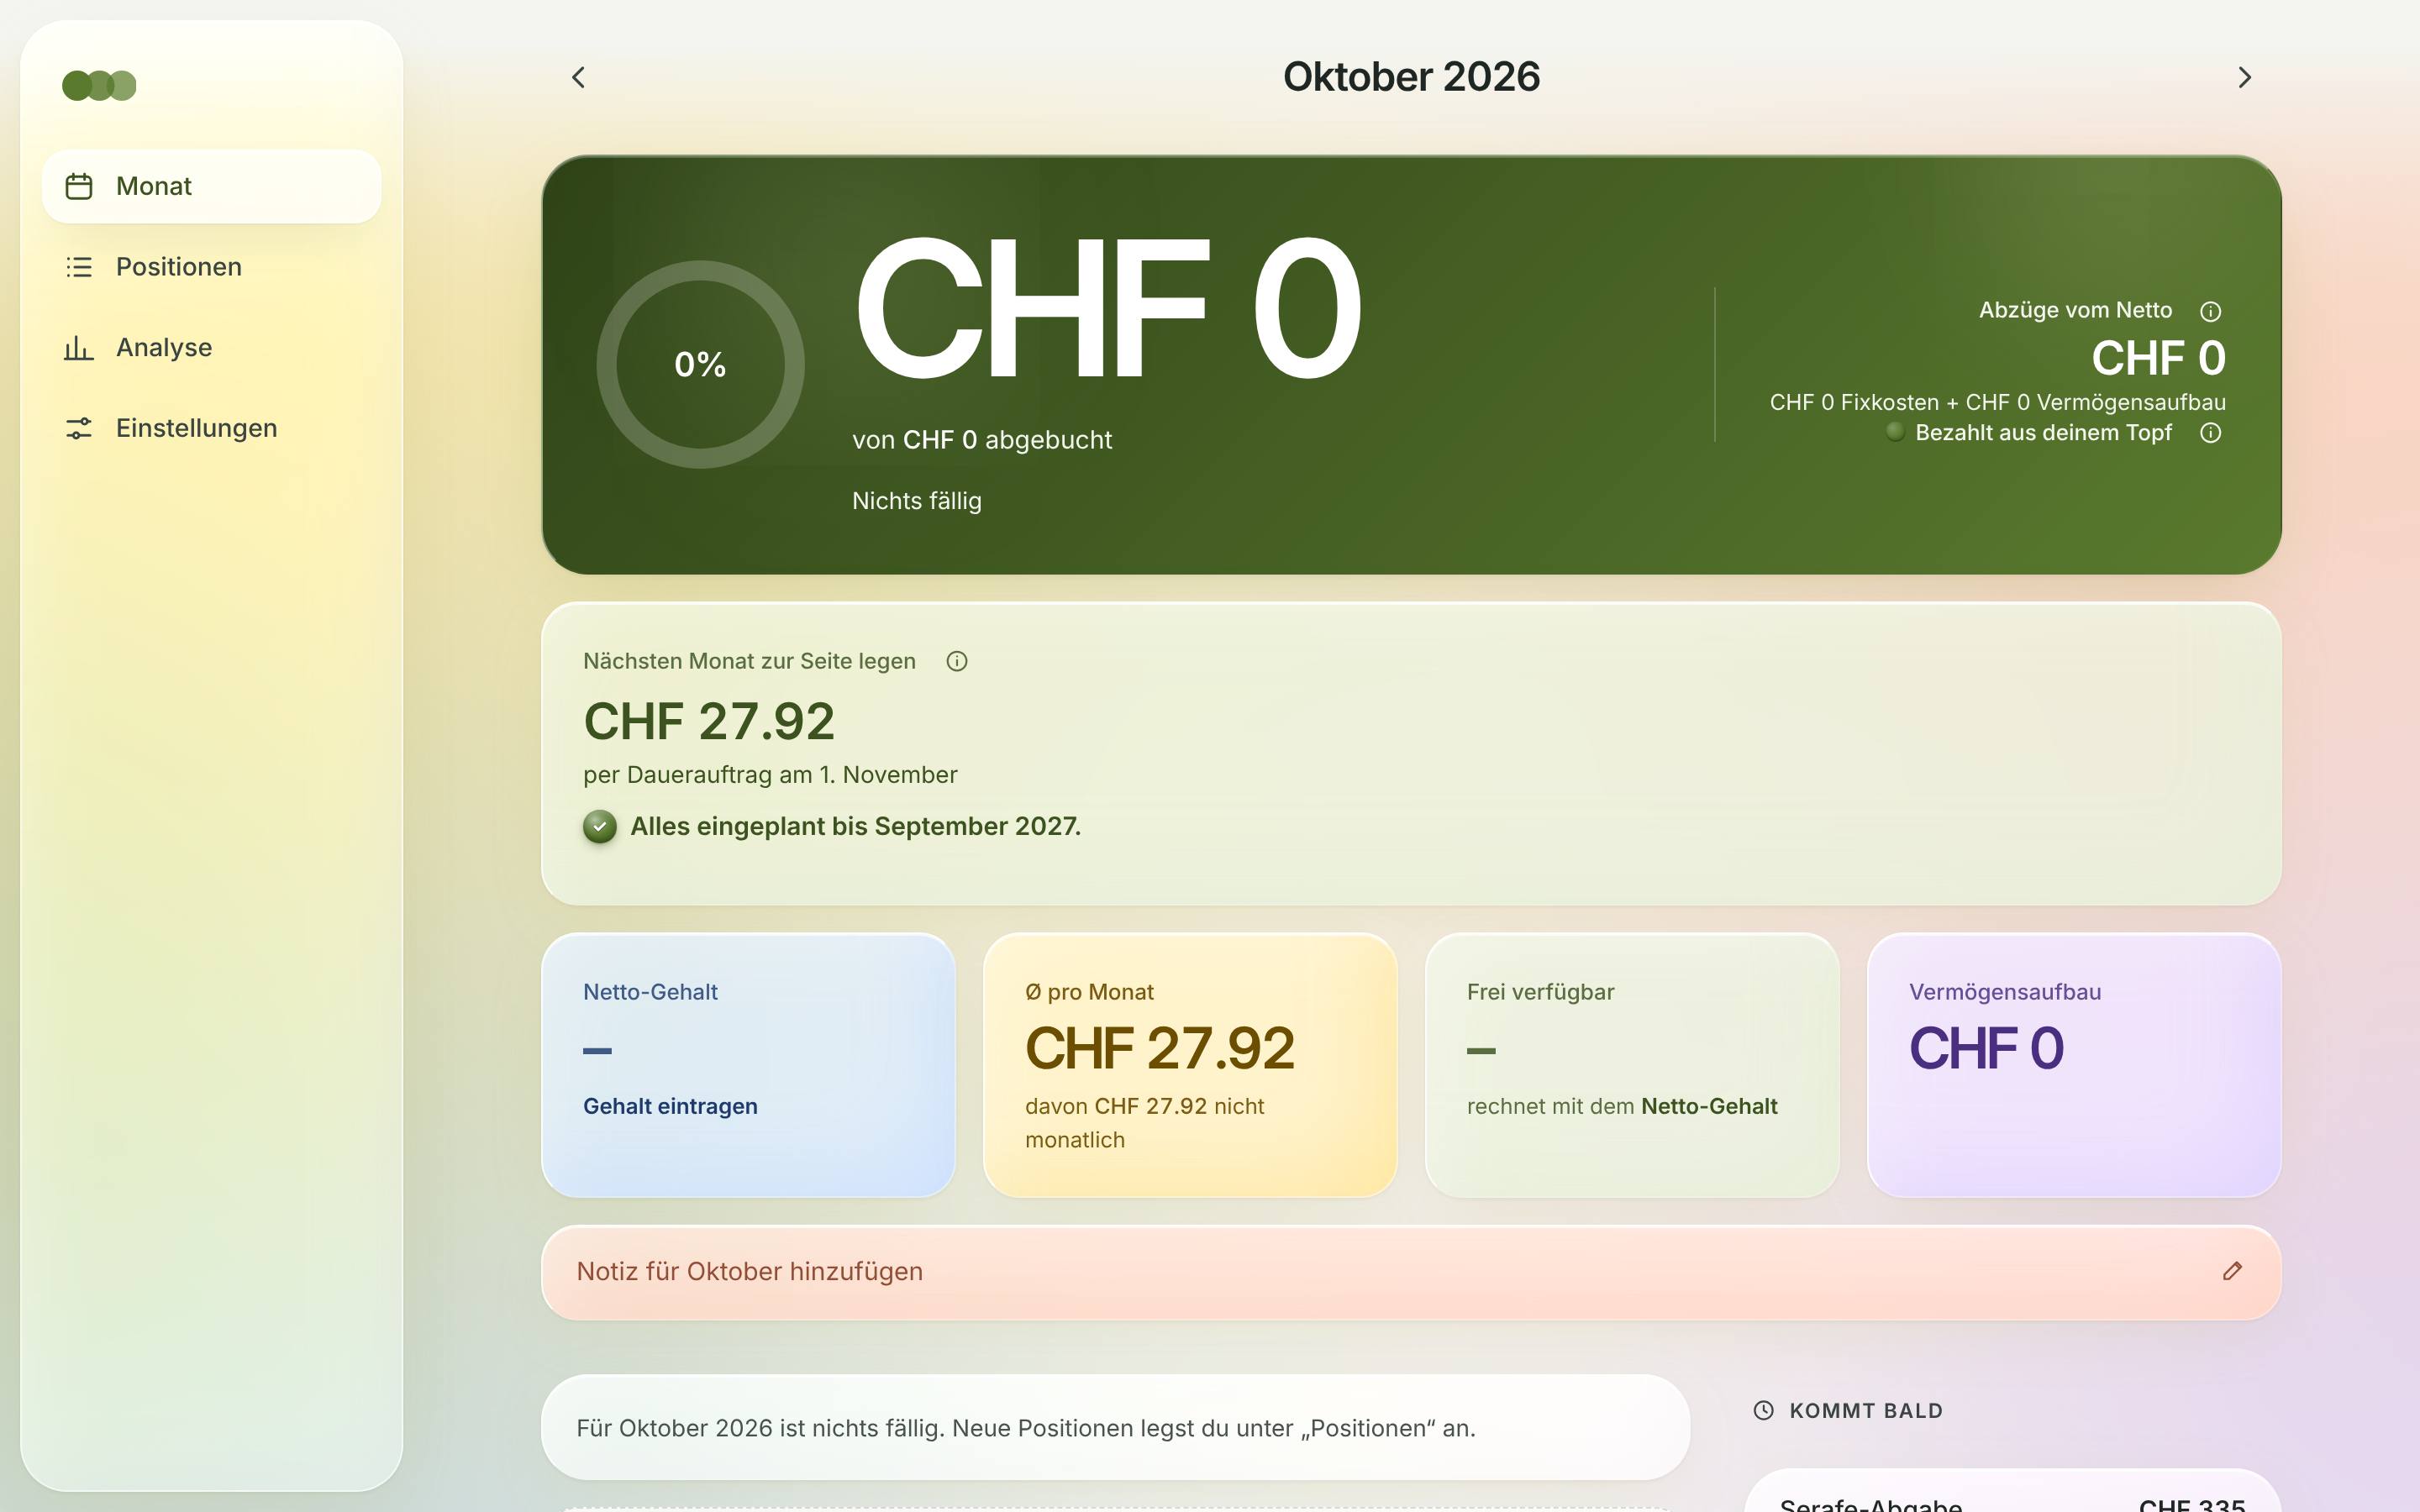 Monat
Positionen
Analyse
Einstellungen
Oktober 2026
0%
CHF 0
von CHF 0 abgebucht
Nichts fällig
Abzüge vom Netto
CHF 0
CHF 0 Fixkosten + CHF 0 Vermögensaufbau
Bezahlt aus deinem Topf
Nächsten Monat zur Seite legen
CHF 27.92
per Dauerauftrag am 1. November
Alles eingeplant bis September 2027.
Netto-Gehalt
–
Gehalt eintragen
Ø pro Monat
CHF 27.92
davon CHF 27.92 nicht
monatlich
Frei verfügbar
–
rechnet mit dem Netto-Gehalt
Vermögensaufbau
CHF 0
Notiz für Oktober hinzufügen
Für Oktober 2026 ist nichts fällig. Neue Positionen legst du unter „Positionen“ an.
KOMMT BALD
Serafe-Abgabe CHF 335